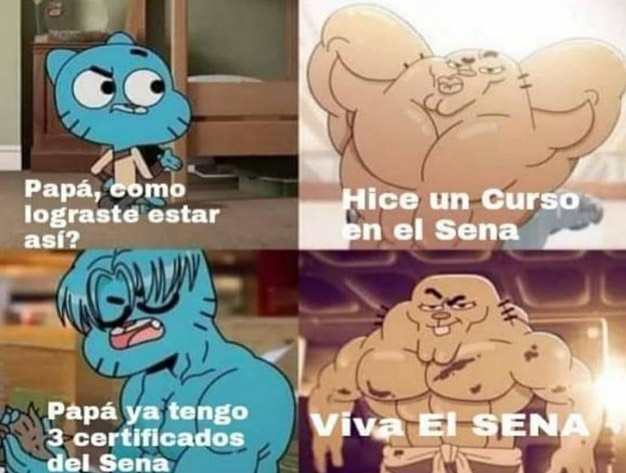 Papá, como
lograste estar
así?
Hice un Curso
en el Sena
Papá ya tengo
3 certificados
del Sena
Viva El SENA